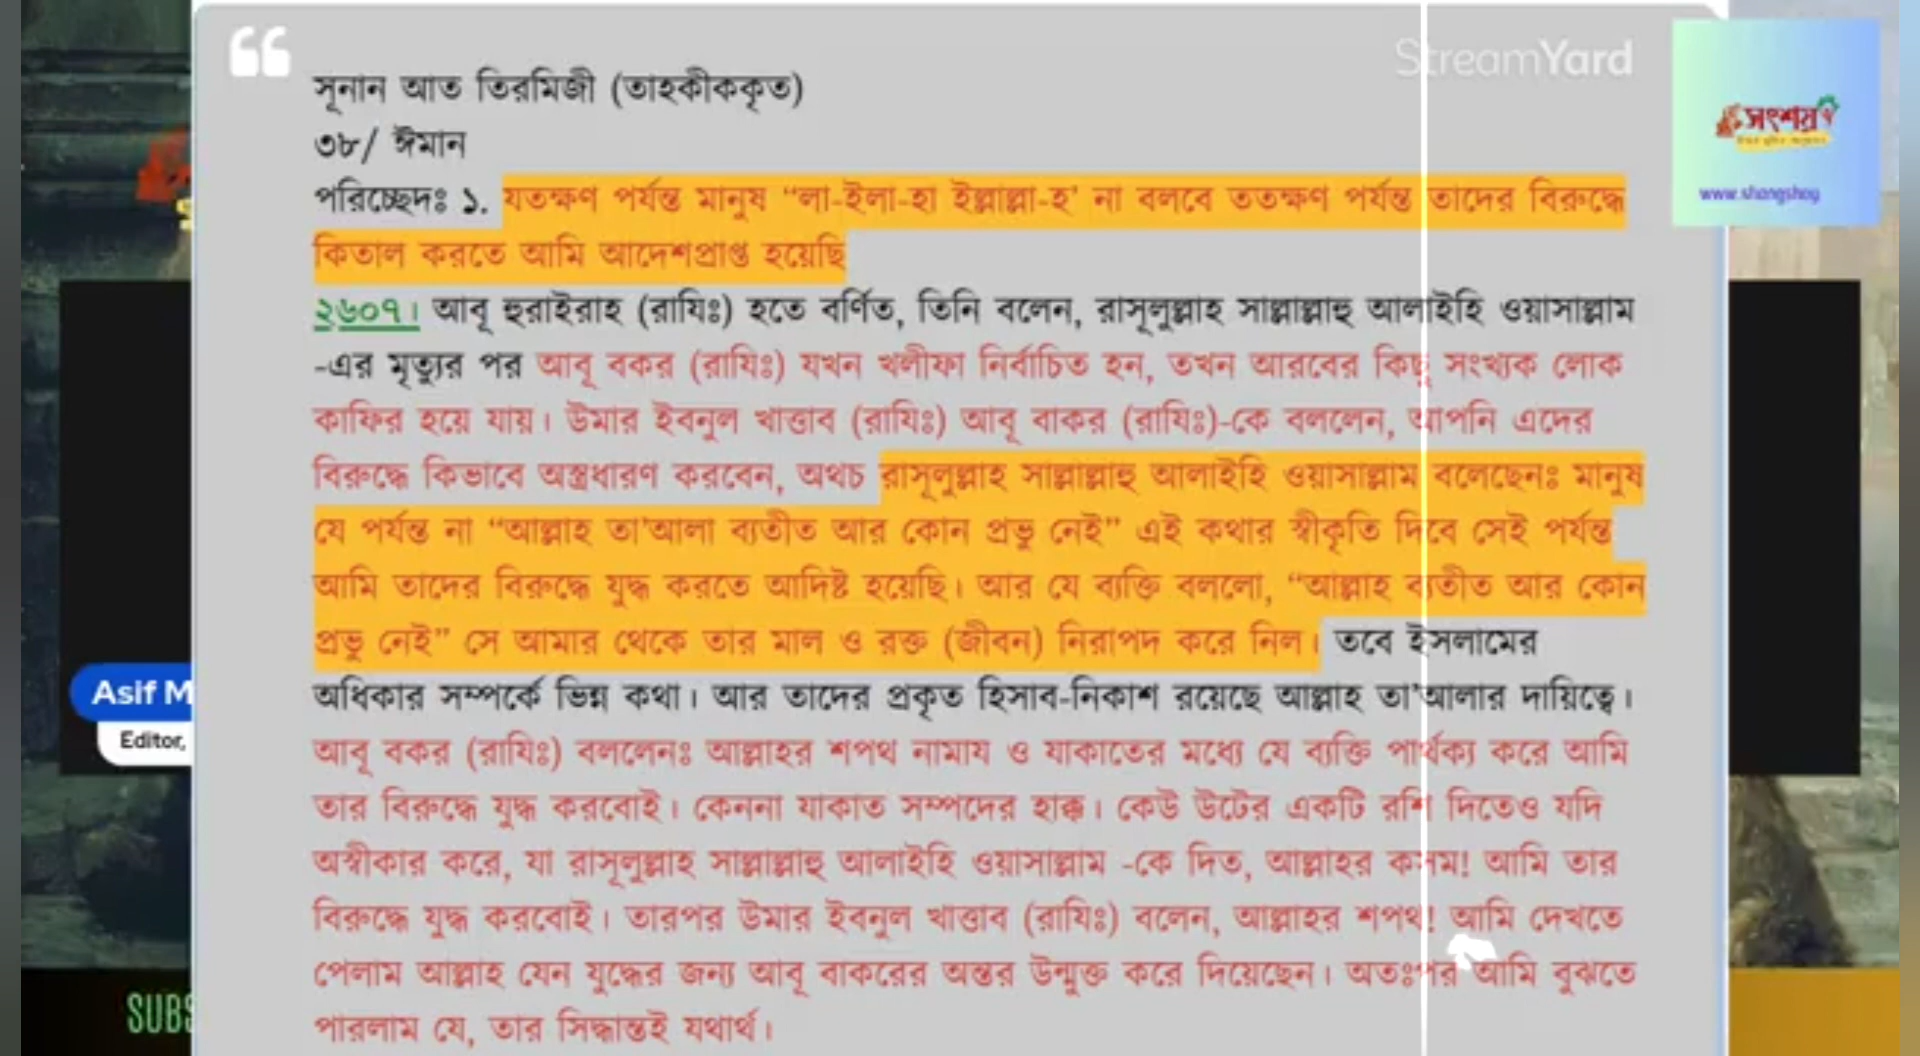 StreamYard
সূনান আত তিরমিজী (তাহকীককৃত)
৩৮/ ঈমান
পরিচ্ছেদঃ ১. যতক্ষণ পর্যন্ত মানুষ “লা-ইলা-হা ইল্লাল্লা-হ’ না বলবে ততক্ষণ পর্যন্ত তাদের বিরুদ্ধে
কিতাল করতে আমি আদেশপ্রাপ্ত হয়েছি
২৬০৭। আবূ হুরাইরাহ (রাযিঃ) হতে বর্ণিত, তিনি বলেন, রাসূলুল্লাহ সাল্লাল্লাহু আলাইহি ওয়াসাল্লাম
-এর মৃত্যুর পর আবূ বকর (রাযিঃ) যখন খলীফা নির্বাচিত হন, তখন আরবের কিছু সংখ্যক লোক
কাফির হয়ে যায়। উমার ইবনুল খাত্তাব (রাযিঃ) আবূ বাকর (রাযিঃ)-কে বললেন, আপনি এদের
বিরুদ্ধে কিভাবে অস্ত্রধারণ করবেন, অথচ রাসূলুল্লাহ সাল্লাল্লাহু আলাইহি ওয়াসাল্লাম বলেছেনঃ মানুষ
যে পর্যন্ত না “আল্লাহ তা’আলা ব্যতীত আর কোন প্রভু নেই” এই কথার স্বীকৃতি দিবে সেই পর্যন্ত
আমি তাদের বিরুদ্ধে যুদ্ধ করতে আদিষ্ট হয়েছি। আর যে ব্যক্তি বললো, “আল্লাহ ব্যতীত আর কোন
প্রভু নেই” সে আমার থেকে তার মাল ও রক্ত (জীবন) নিরাপদ করে নিল। তবে ইসলামের
অধিকার সম্পর্কে ভিন্ন কথা। আর তাদের প্রকৃত হিসাব-নিকাশ রয়েছে আল্লাহ তা’আলার দায়িত্বে।
আবূ বকর (রাযিঃ) বললেনঃ আল্লাহর শপথ নামায ও যাকাতের মধ্যে যে ব্যক্তি পার্থক্য করে আমি
তার বিরুদ্ধে যুদ্ধ করবোই। কেননা যাকাত সম্পদের হাক্ক। কেউ উটের একটি রশি দিতেও যদি
অস্বীকার করে, যা রাসূলুল্লাহ সাল্লাল্লাহু আলাইহি ওয়াসাল্লাম -কে দিত, আল্লাহর কসম! আমি তার
বিরুদ্ধে যুদ্ধ করবোই। তারপর উমার ইবনুল খাত্তাব (রাযিঃ) বলেন, আল্লাহর শপথ! আমি দেখতে
পেলাম আল্লাহ যেন যুদ্ধের জন্য আবূ বাকরের অন্তর উন্মুক্ত করে দিয়েছেন। অতঃপর আমি বুঝতে
পারলাম যে, তার সিদ্ধান্তই যথার্থ।
সংশয়
www.shongshoy
Asif M
Editor,
SUBS